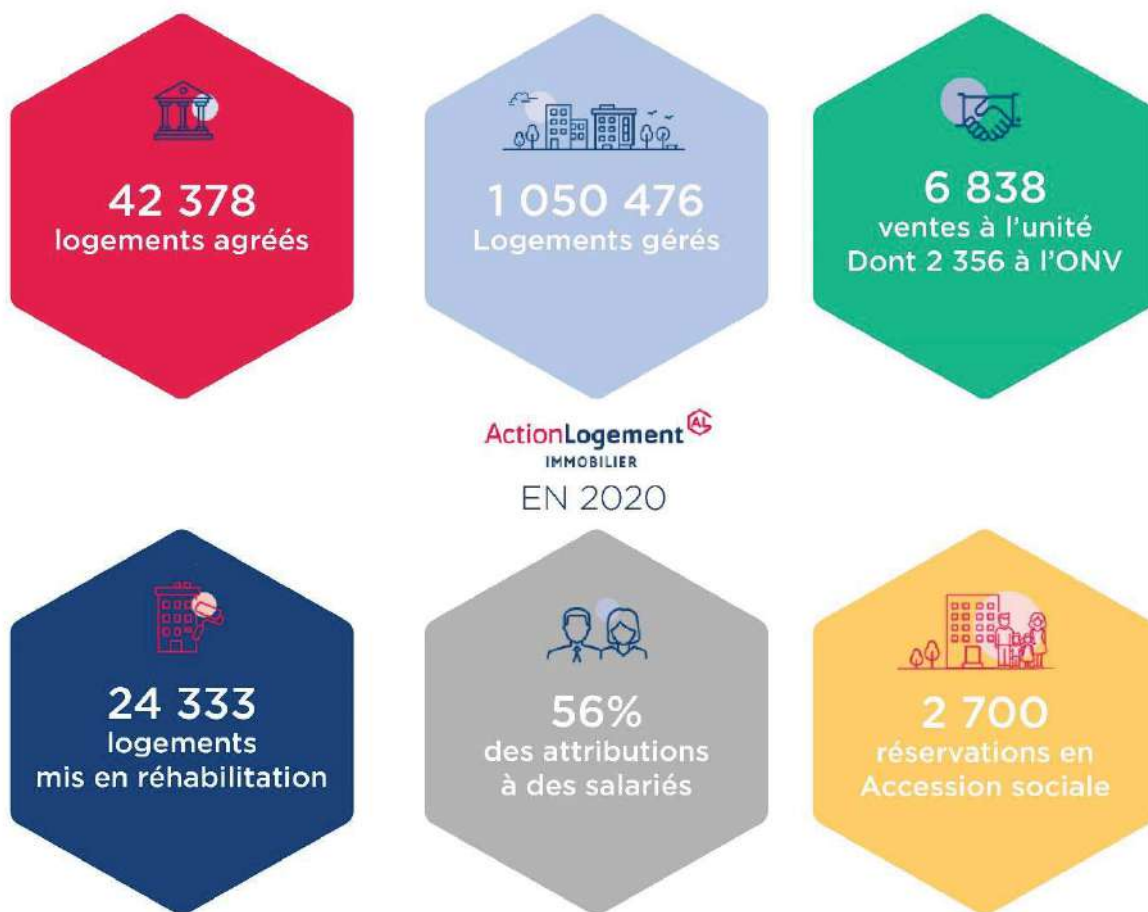 42 378
logements agréés
1 050 476
Logements gérés
6 838
ventes à l'unité
Dont 2 356 à l'ONV
ActionLogement AL
IMMOBILIER
EN 2020
24 333
logements
mis en réhabilitation
56%
des attributions
à des salariés
2 700
réservations en
Accession sociale